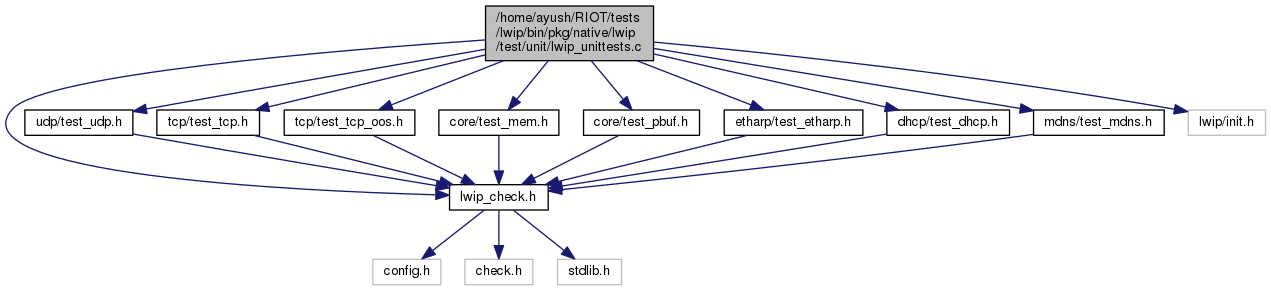 /home/ayush/RIOT/tests
/lwip/bin/pkg/native/lwip
/test/unit/lwip_unittests.c
udp/test_udp.h
tcp/test_tcp.h
tcp/test_tcp_oos.h
core/test_mem.h
core/test_pbuf.h
etharp/test_etharp.h
dhcp/test_dhcp.h
mdns/test_mdns.h
lwip/init.h
lwip_check.h
config.h
check.h
stdlib.h